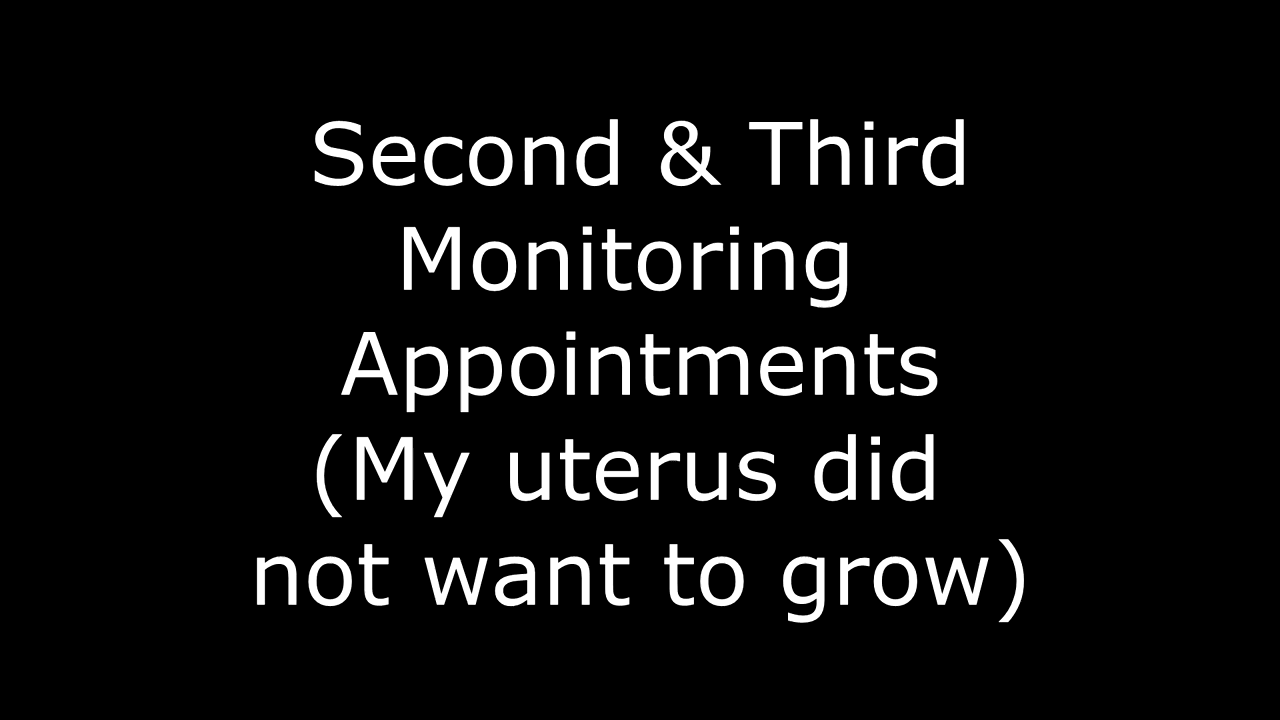 Second & Third
Monitoring
Appointments
(My uterus did
not want to grow)